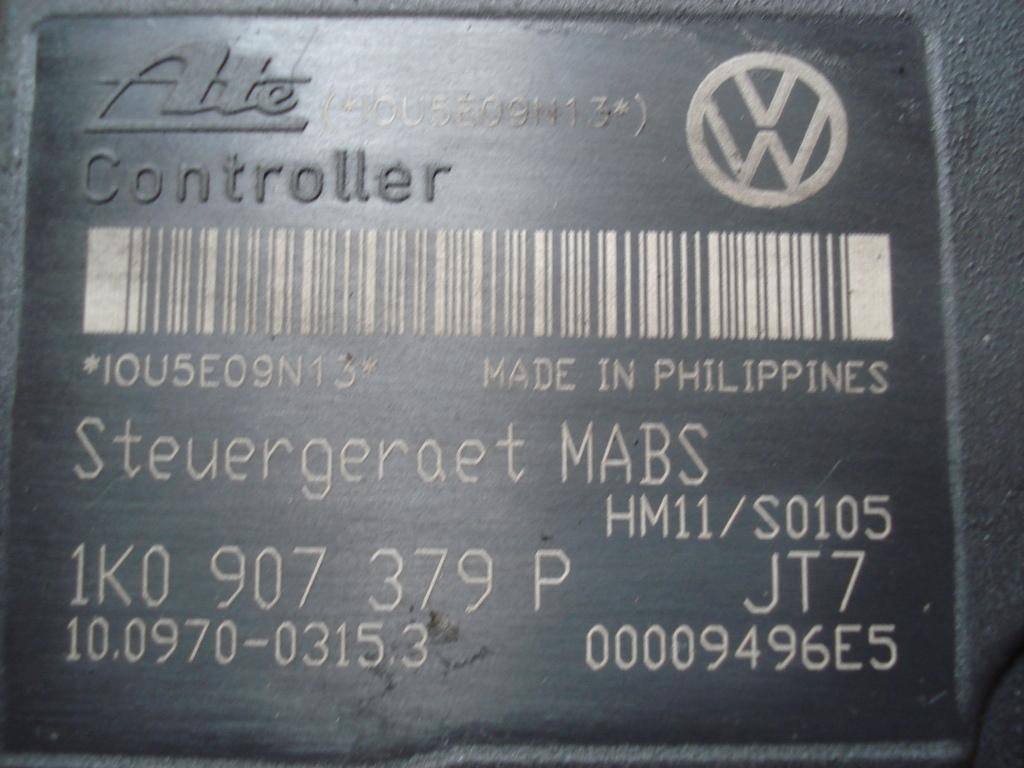 Ate (*IOU5E09N13*)
Controller
*IOU5E09N13* MADE IN PHILIPPINES
Steuergeraet MABS
HM11/S0105
1K0 907 379 P JT7
10.0970-0315.3 00009496E5